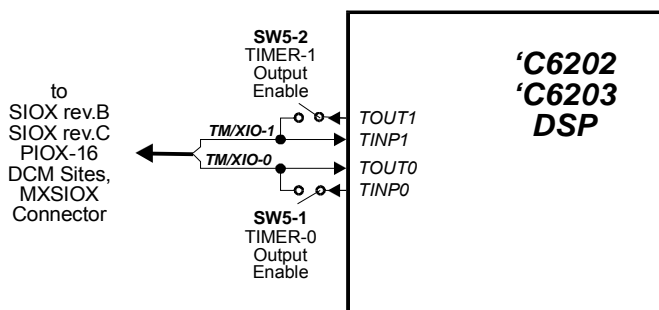 SW5-2
TIMER-1
Output
Enable
'C6202
'C6203
DSP
to
SIOX rev.B
SIOX rev.C
PIOX-16
DCM Sites,
MXSIOX
Connector
TM/XIO-1
TM/XIO-0
TOUT1
TINP1
TOUT0
TINP0
SW5-1
TIMER-0
Output
Enable